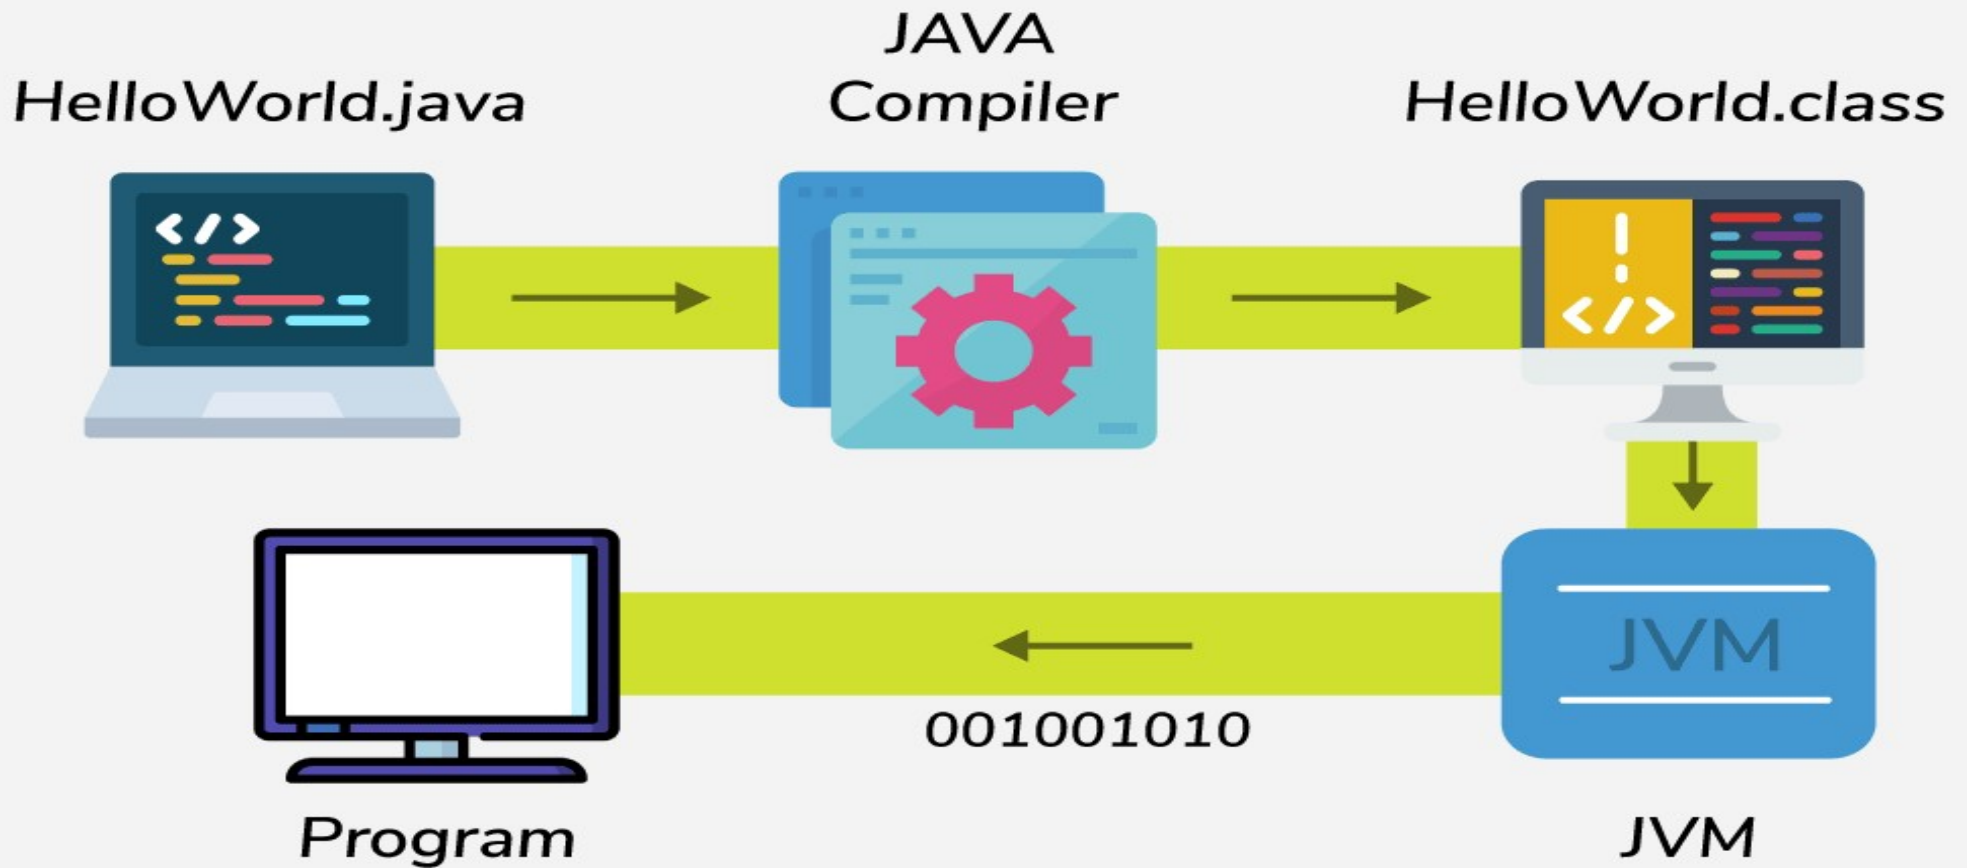 HelloWorld.java
JAVA
Compiler
HelloWorld.class
</>
!
</>
JVM
001001010
Program
JVM